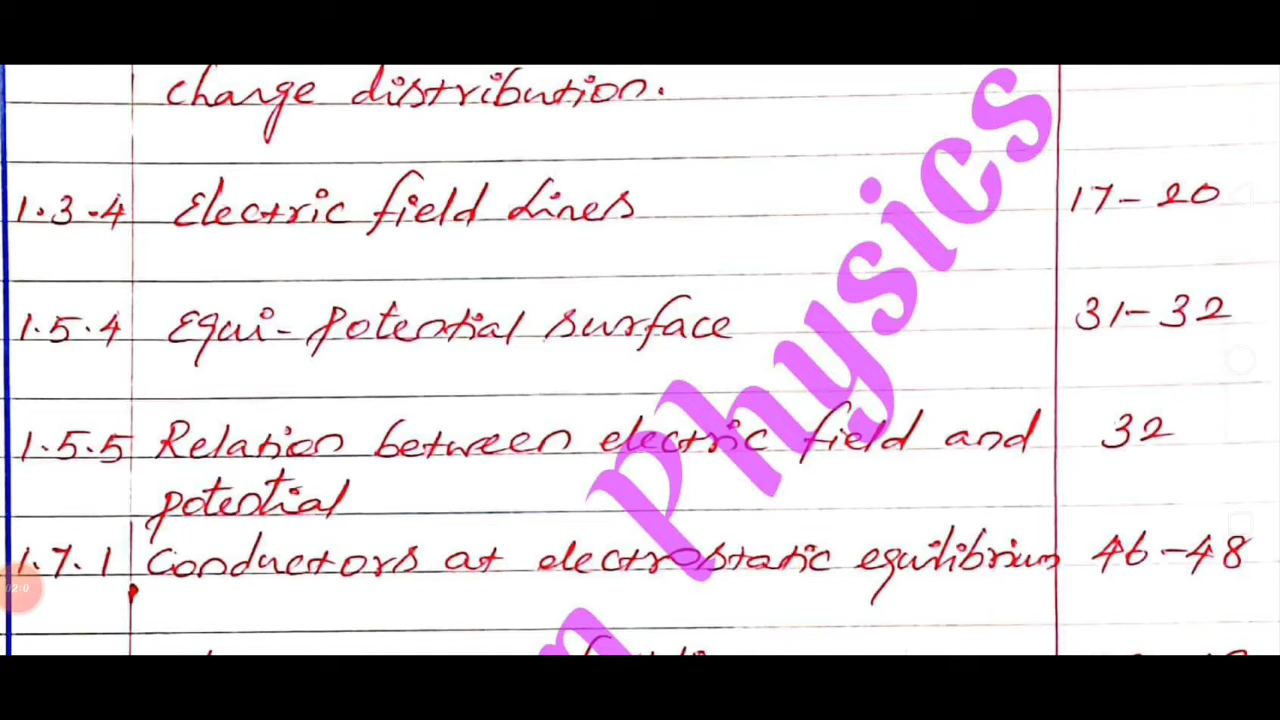 charge distribution.
1.3.4 Electric field Lines 17-20
1.5.4 Equi-potential surface 31-32
1.5.5 Relation between electric field and 32
potential
1.7.1 Conductors at electrostatic equilibrium 46-48
Physics
02:0